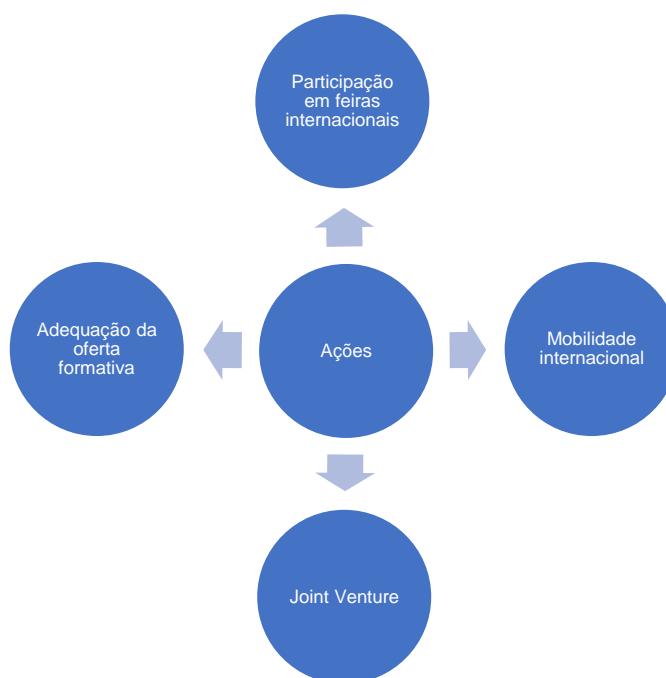 Participação
em feiras
internacionais
Adequação da
oferta
formativa
Ações
Mobilidade
internacional
Joint Venture